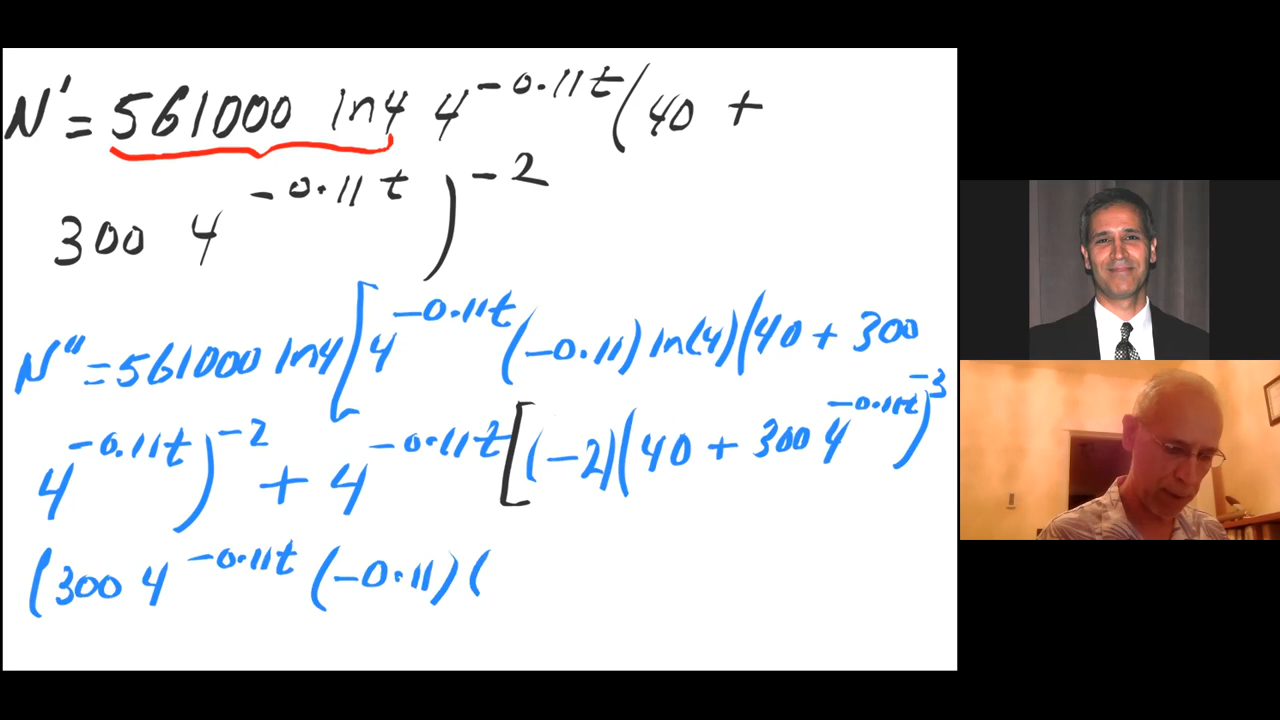 N' = 561000 ln4 4^{-0.11t} (40 +
300 4^{-0.11t})^{-2}
N'' = 561000 ln4 [4^{-0.11t} (-0.11) ln(4) (40 + 300
4^{-0.11t})^{-2} + 4^{-0.11t} [(-2)(40 + 300 4^{-0.11t})^{-3}
(300 4^{-0.11t} (-0.11) (